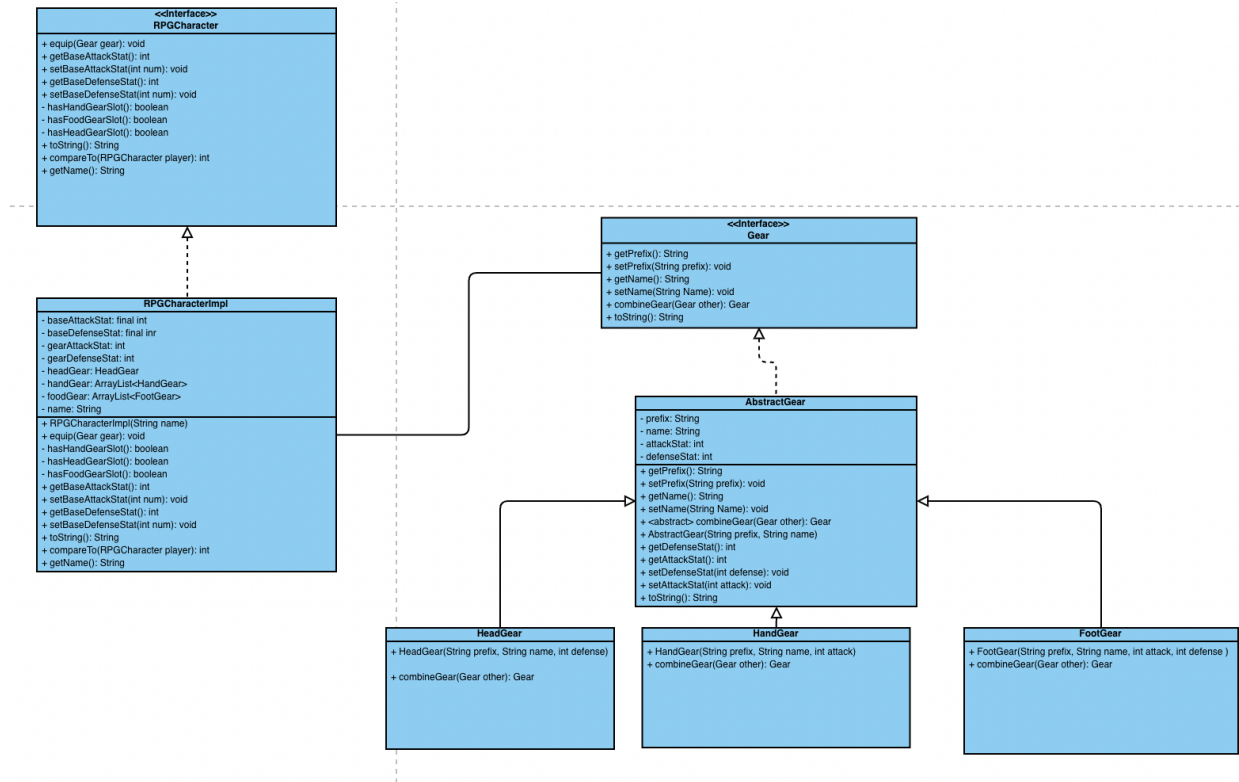 <<Interface>>
RPGCharacter
+ equip(Gear gear): void
+ getBaseAttackStat(): int
+ setBaseAttackStat(int num): void
+ getBaseDefenseStat(): int
+ setBaseDefenseStat(int num): void
- hasHandGearSlot(): boolean
- hasFoodGearSlot(): boolean
- hasHeadGearSlot(): boolean
+ toString(): String
+ compareTo(RPGCharacter player): int
+ getName(): String
<<Interface>>
Gear
+ getPrefix(): String
+ setPrefix(String prefix): void
+ getName(): String
+ setName(String Name): void
+ combineGear(Gear other): Gear
+ toString(): String
RPGCharacterImpl
- baseAttackStat: final int
- baseDefenseStat: final inr
- gearAttackStat: int
- gearDefenseStat: int
- headGear: HeadGear
- handGear: ArrayList<HandGear>
- foodGear: ArrayList<FootGear>
- name: String
+ RPGCharacterImpl(String name)
+ equip(Gear gear): void
- hasHandGearSlot(): boolean
- hasHeadGearSlot(): boolean
- hasFoodGearSlot(): boolean
+ getBaseAttackStat(): int
+ setBaseAttackStat(int num): void
+ getBaseDefenseStat(): int
+ setBaseDefenseStat(int num): void
+ toString(): String
+ compareTo(RPGCharacter player): int
+ getName(): String
AbstractGear
- prefix: String
- name: String
- attackStat: int
- defenseStat: int
+ getPrefix(): String
+ setPrefix(String prefix): void
+ getName(): String
+ setName(String Name): void
+ <abstract> combineGear(Gear other): Gear
+ AbstractGear(String prefix, String name)
+ getDefenseStat(): int
+ getAttackStat(): int
+ setDefenseStat(int defense): void
+ setAttackStat(int attack): void
+ toString(): String
HeadGear
+ HeadGear(String prefix, String name, int defense)
+ combineGear(Gear other): Gear
HandGear
+ HandGear(String prefix, String name, int attack)
+ combineGear(Gear other): Gear
FootGear
+ FootGear(String prefix, String name, int attack, int defense )
+ combineGear(Gear other): Gear